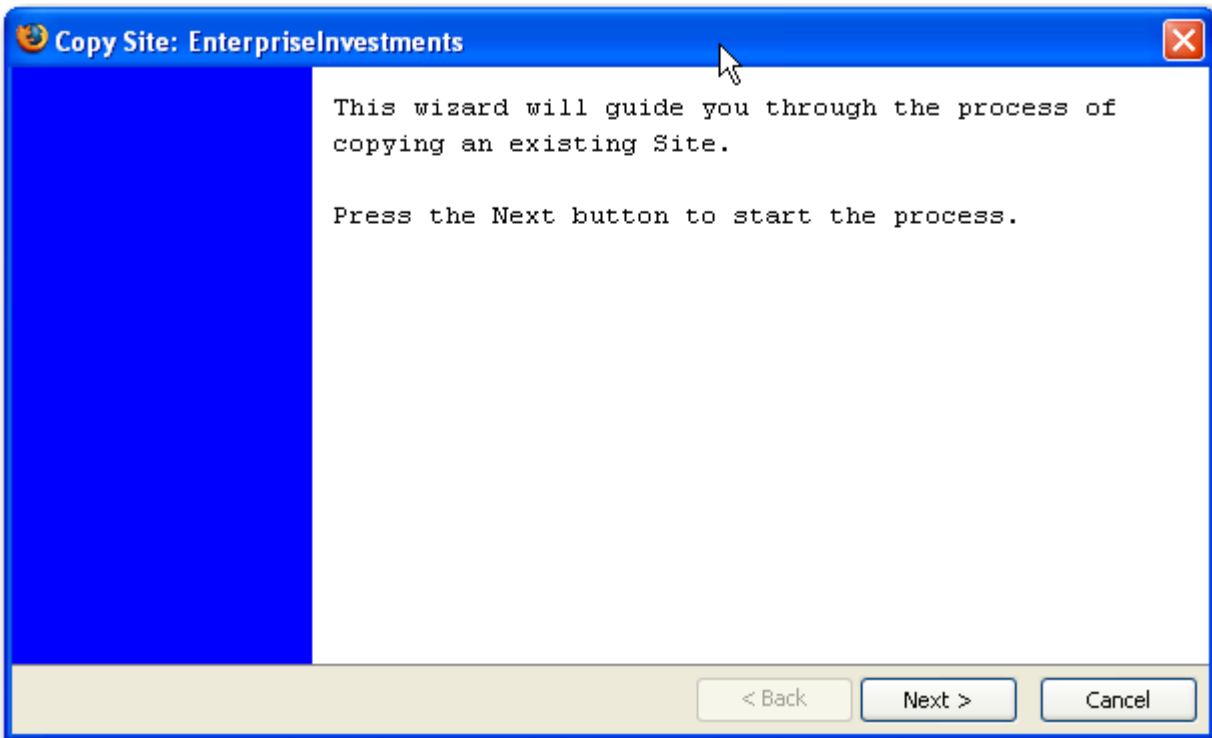 Copy Site: EnterpriseInvestments
This wizard will guide you through the process of
copying an existing Site.
Press the Next button to start the process.
< Back
Next >
Cancel